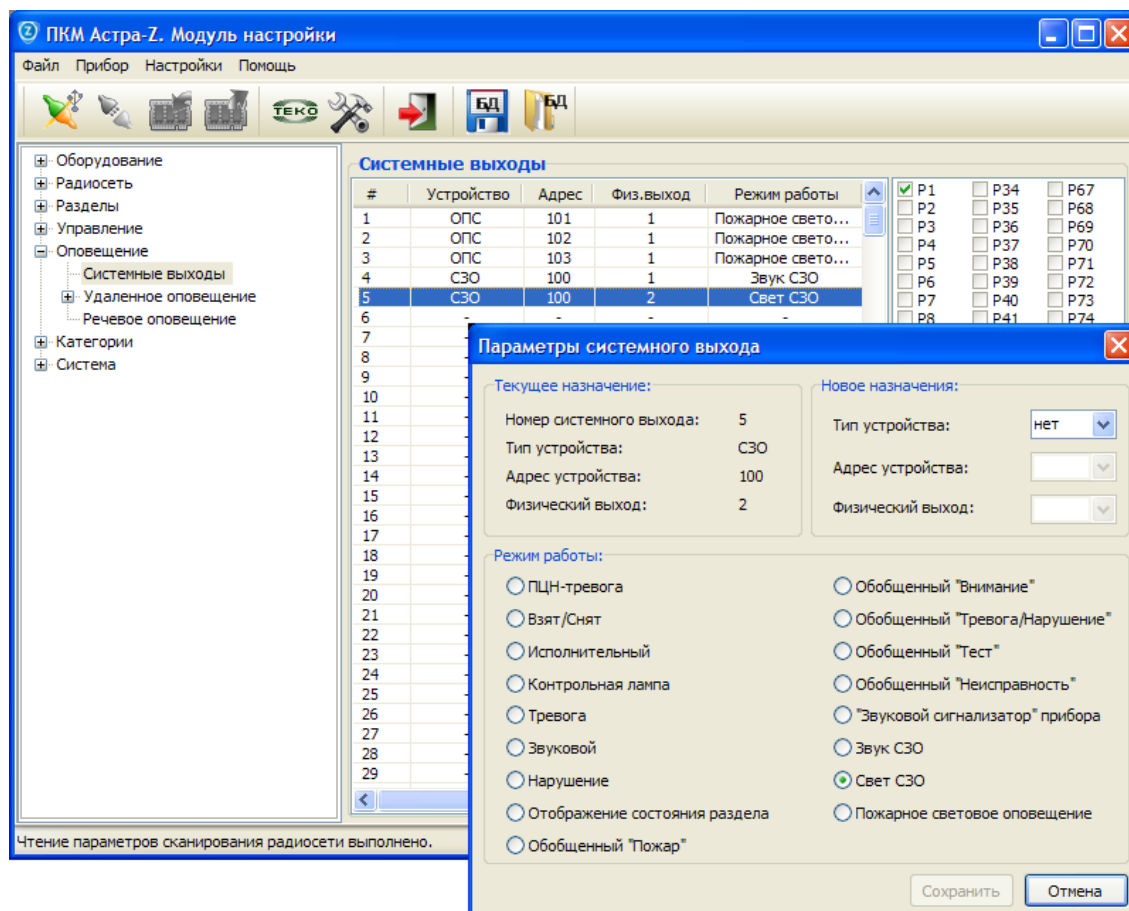 ПКМ Астра-Z. Модуль настройки
Файл Прибор Настройки Помощь
ТЕКО БД БД
Оборудование
Радиосеть
Разделы
Управление
Оповещение
Системные выходы
Удаленное оповещение
Речевое оповещение
Категории
Система
Системные выходы
# Устройство Адрес Физ.выход Режим работы
1 ОПС 101 1 Пожарное свето...
2 ОПС 102 1 Пожарное свето...
3 ОПС 103 1 Пожарное свето...
4 СЗО 100 1 Звук СЗО
5 СЗО 100 2 Свет СЗО
6 - - - -
7 -
8 -
9 -
10 -
11 -
12 -
13 -
14 -
15 -
16 -
17 -
18 -
19 -
20 -
21 -
22 -
23 -
24 -
25 -
26 -
27 -
28 -
29 -
P1 P34 P67
P2 P35 P68
P3 P36 P69
P4 P37 P70
P5 P38 P71
P6 P39 P72
P7 P40 P73
P8 P41 P74
Параметры системного выхода
Текущее назначение:
Номер системного выхода: 5
Тип устройства: СЗО
Адрес устройства: 100
Физический выход: 2
Новое назначения:
Тип устройства: нет
Адрес устройства:
Физический выход:
Режим работы:
ПЦН-тревога
Взят/Снят
Исполнительный
Контрольная лампа
Тревога
Звуковой
Нарушение
Отображение состояния раздела
Обобщенный "Пожар"
Обобщенный "Внимание"
Обобщенный "Тревога/Нарушение"
Обобщенный "Тест"
Обобщенный "Неисправность"
"Звуковой сигнализатор" прибора
Звук СЗО
Свет СЗО
Пожарное световое оповещение
Сохранить Отмена
Чтение параметров сканирования радиосети выполнено.